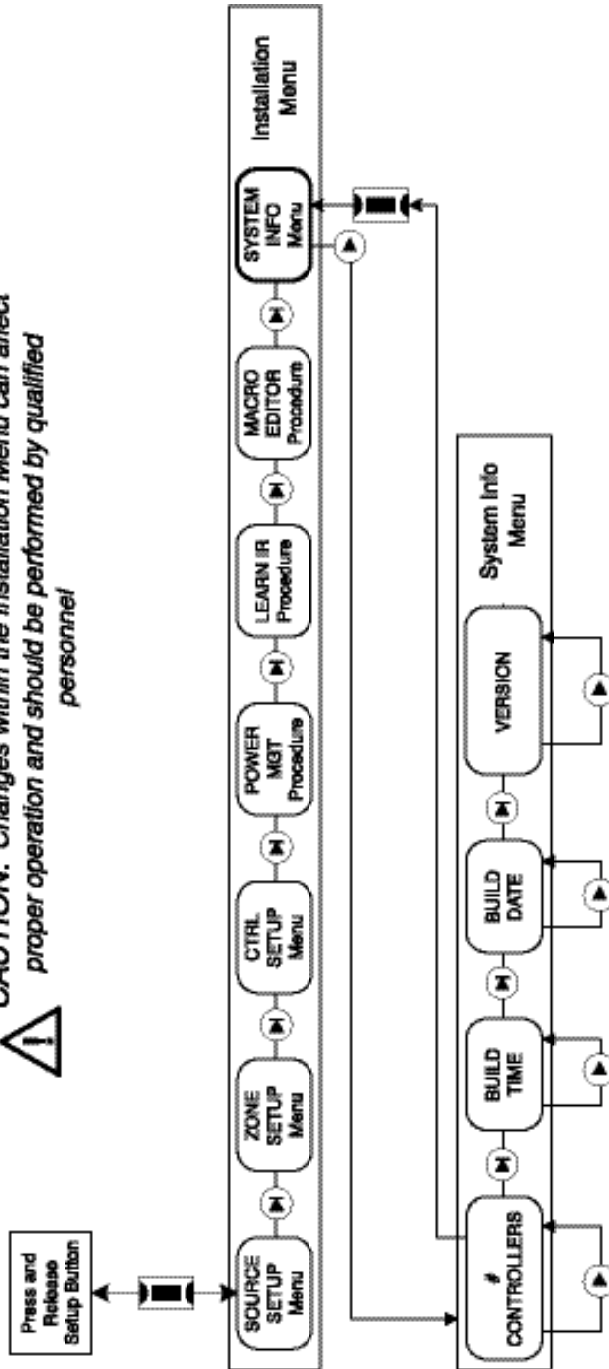 CAUTION: Changes within the Installation Menu can affect
proper operation and should be performed by qualified
personnel
Press and
Release
Setup Button
SOURCE
SETUP
Menu
ZONE
SETUP
Menu
CTRL
SETUP
Menu
POWER
MGT
Procedure
LEARN IR
Procedure
MACRO
EDITOR
Procedure
SYSTEM
INFO
Menu
Installation
Menu
#
CONTROLLERS
BUILD
TIME
BUILD
DATE
VERSION
System Info
Menu